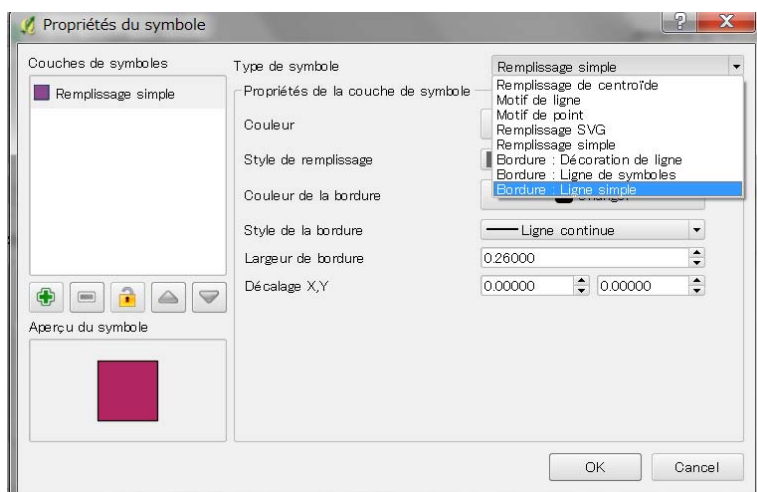 Propriétés du symbole
Couches de symboles
Remplissage simple
Aperçu du symbole
Type de symbole
Remplissage simple
Remplissage de centroïde
Motif de ligne
Motif de point
Remplissage SVG
Remplissage simple
Bordure : Décoration de ligne
Bordure : Ligne de symboles
Bordure : Ligne simple
Propriétés de la couche de symbole
Couleur
Style de remplissage
Couleur de la bordure
Style de la bordure
Ligne continue
Largeur de bordure
0.26000
Décalage X,Y
0.00000
0.00000
OK
Cancel